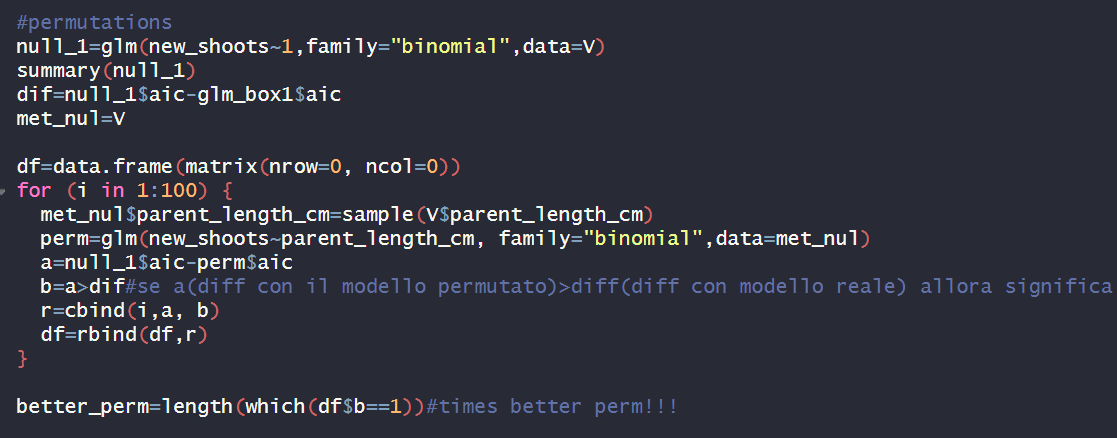 #permutations
null_1=glm(new_shoots~1,family="binomial",data=V)
summary(null_1)
dif=null_1$aic-glm_box1$aic
met_nul=V
df=data.frame(matrix(nrow=0, ncol=0))
for (i in 1:100) {
  met_nul$parent_length_cm=sample(V$parent_length_cm)
  perm=glm(new_shoots~parent_length_cm, family="binomial",data=met_nul)
  a=null_1$aic-perm$aic
  b=a>dif#se a(diff con il modello permutato)>diff(diff con modello reale) allora significa
  r=cbind(i,a, b)
  df=rbind(df,r)
}
better_perm=length(which(df$b==1))#times better perm!!!